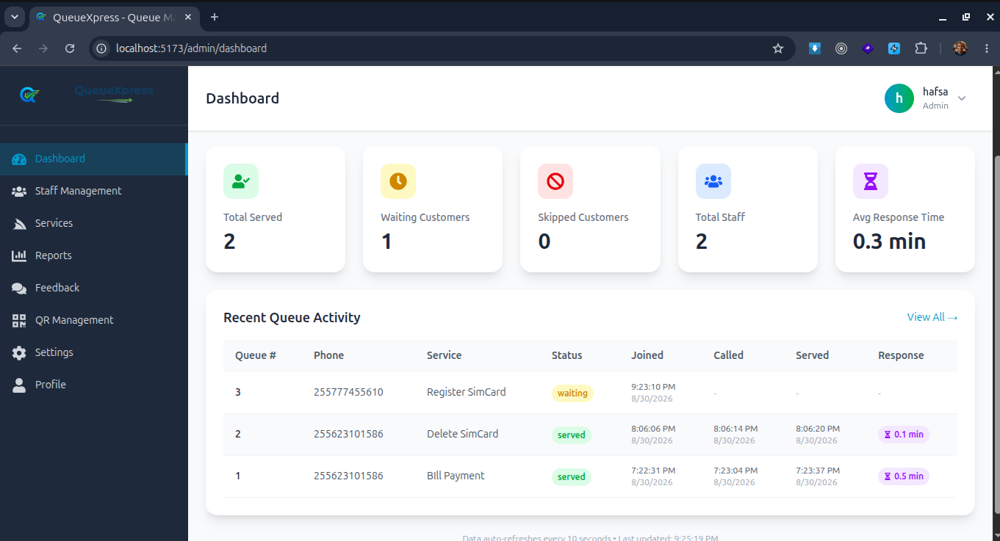 QueueXpress - Queue Ma
localhost:5173/admin/dashboard
QueueXpress
Dashboard
h
hafsa
Admin
Dashboard
Staff Management
Services
Reports
Feedback
QR Management
Settings
Profile
Total Served
2
Waiting Customers
1
Skipped Customers
0
Total Staff
2
Avg Response Time
0.3 min
Recent Queue Activity
View All →
Queue # Phone Service Status Joined Called Served Response
3 255777455610 Register SimCard waiting 9:23:10 PM - - -
8/30/2026
2 255623101586 Delete SimCard served 8:06:06 PM 8:06:14 PM 8:06:20 PM 0.1 min
8/30/2026 8/30/2026 8/30/2026
1 255623101586 BIll Payment served 7:22:31 PM 7:23:04 PM 7:23:37 PM 0.5 min
8/30/2026 8/30/2026 8/30/2026
Data auto-refreshes every 10 seconds • Last updated: 9:25:19 PM